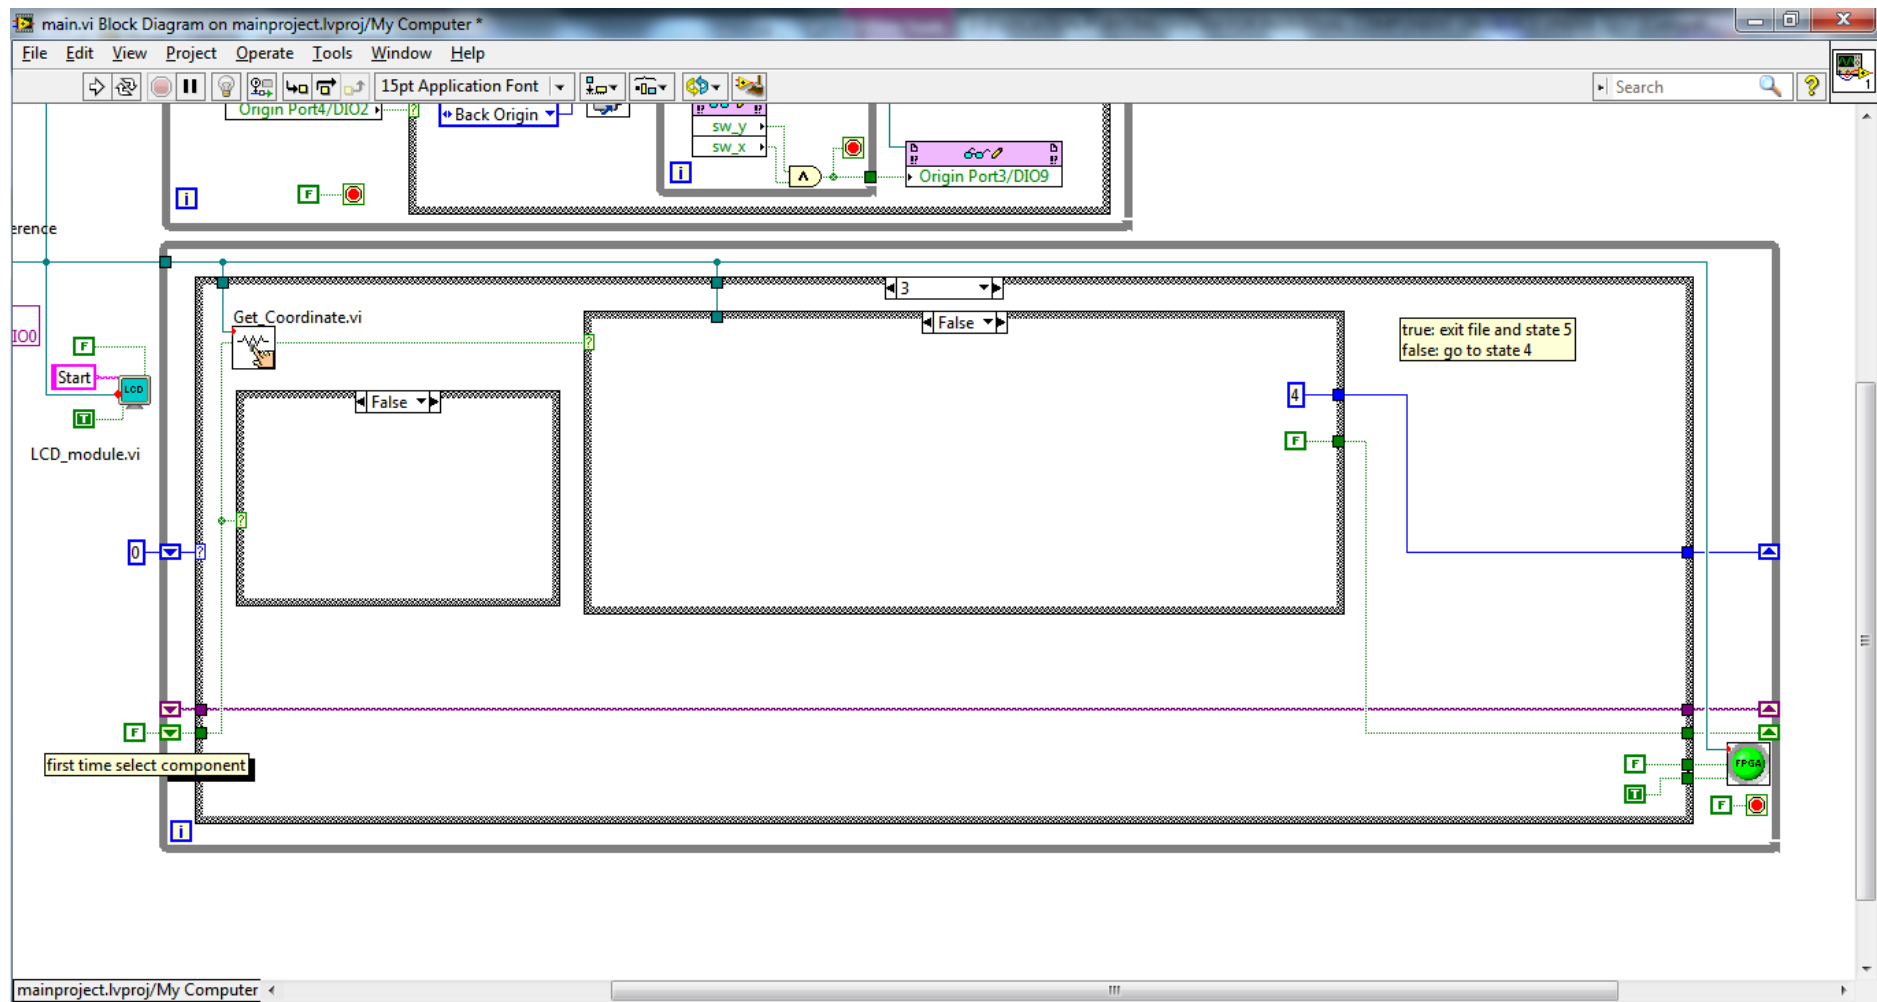 main.vi Block Diagram on mainproject.lvproj/My Computer *
File Edit View Project Operate Tools Window Help
15pt Application Font
Search
1
Origin Port4/DIO2
Back Origin
sw_y
sw_x
Origin Port3/DIO9
i
i
F
erence
3
Get_Coordinate.vi
False
true: exit file and state 5
false: go to state 4
IO0
F
Start
LCD
T
LCD_module.vi
False
4
F
0
F
first time select component
F
FPGA
T
F
i
mainproject.lvproj/My Computer